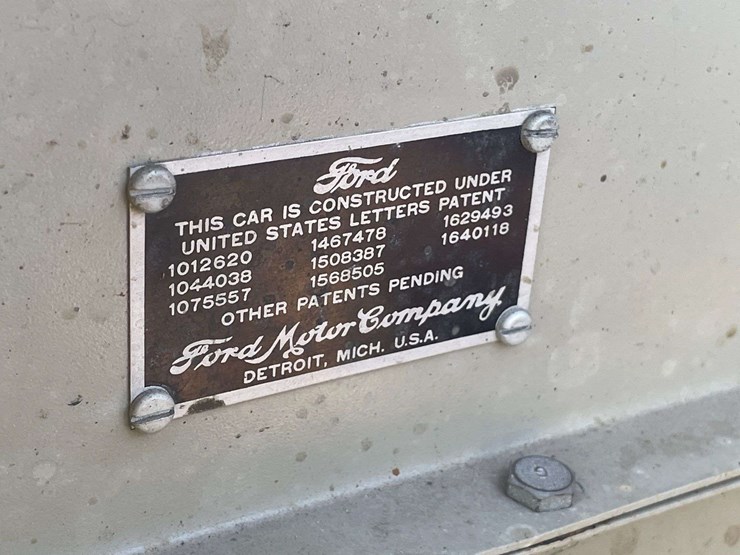 Ford
THIS CAR IS CONSTRUCTED UNDER
UNITED STATES LETTERS PATENT
1012620 1467478 1629493
1044038 1508387 1640118
1075557 1568505
OTHER PATENTS PENDING
Ford Motor Company
DETROIT, MICH. U.S.A.